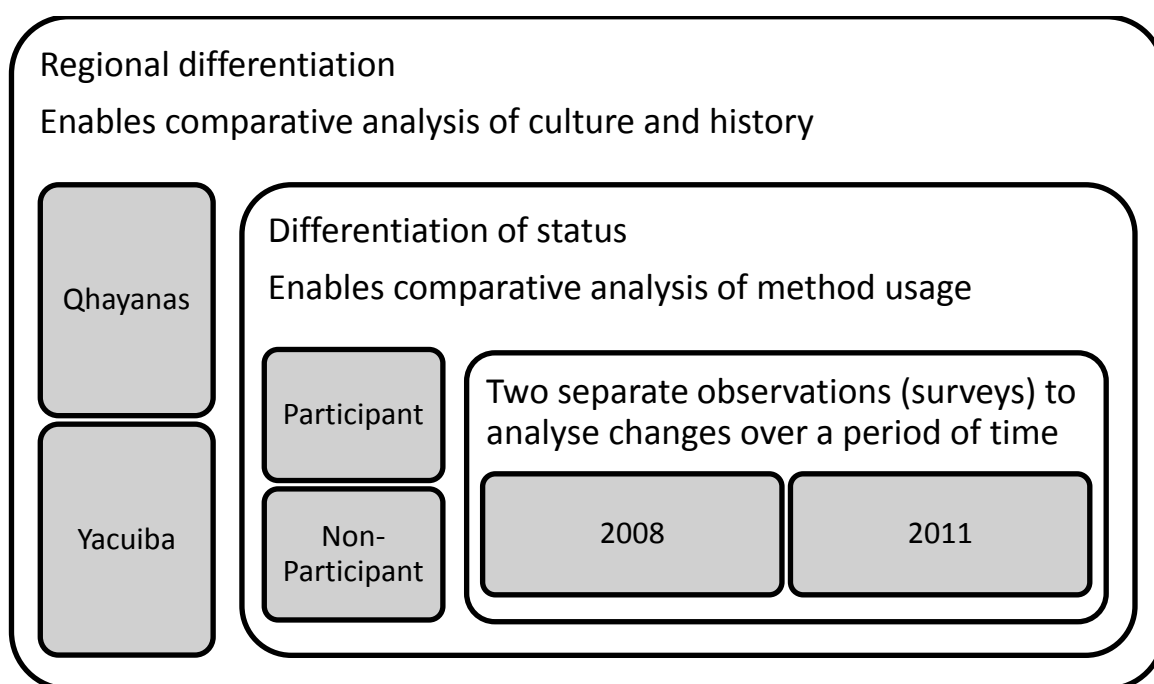 Regional differentiation
Enables comparative analysis of culture and history
Qhayanas
Yacuiba
Differentiation of status
Enables comparative analysis of method usage
Participant
Non-
Participant
Two separate observations (surveys) to
analyse changes over a period of time
2008
2011